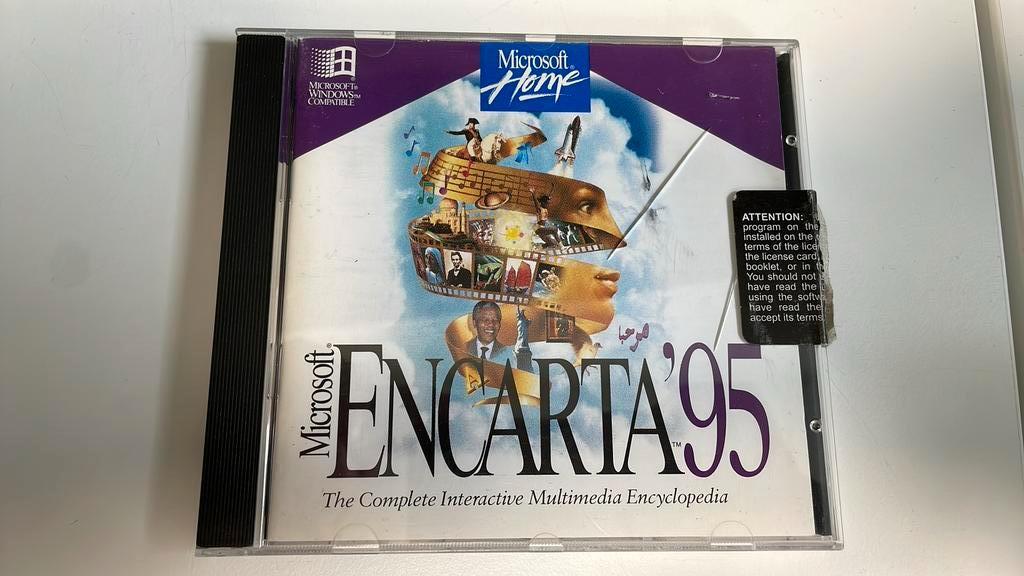 MICROSOFT®
WINDOWS™
COMPATIBLE
Microsoft®
Home
مرحبا
ATTENTION:
program on the
installed on the
terms of the lice
the license card,
booklet, or in
You should not
have read the
using the softw
have read the
accept its terms
Microsoft®
ENCARTA™'95
The Complete Interactive Multimedia Encyclopedia